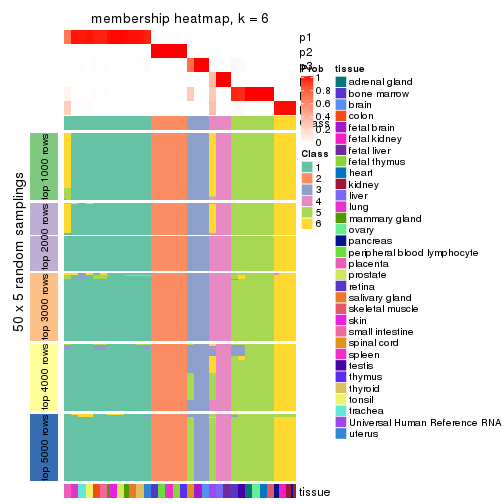 membership heatmap, k = 6
p1
p2
Prob
1
0.8
0.6
0.4
0.2
0
Class
1
2
3
4
5
6
tissue
adrenal gland
bone marrow
brain
colon
fetal brain
fetal kidney
fetal liver
fetal thymus
heart
kidney
liver
lung
mammary gland
ovary
pancreas
peripheral blood lymphocyte
placenta
prostate
retina
salivary gland
skeletal muscle
skin
small intestine
spinal cord
spleen
testis
thymus
thyroid
tonsil
trachea
Universal Human Reference RNA
uterus
50 x 5 random samplings
top 1000 rows
top 2000 rows
top 3000 rows
top 4000 rows
top 5000 rows
tissue